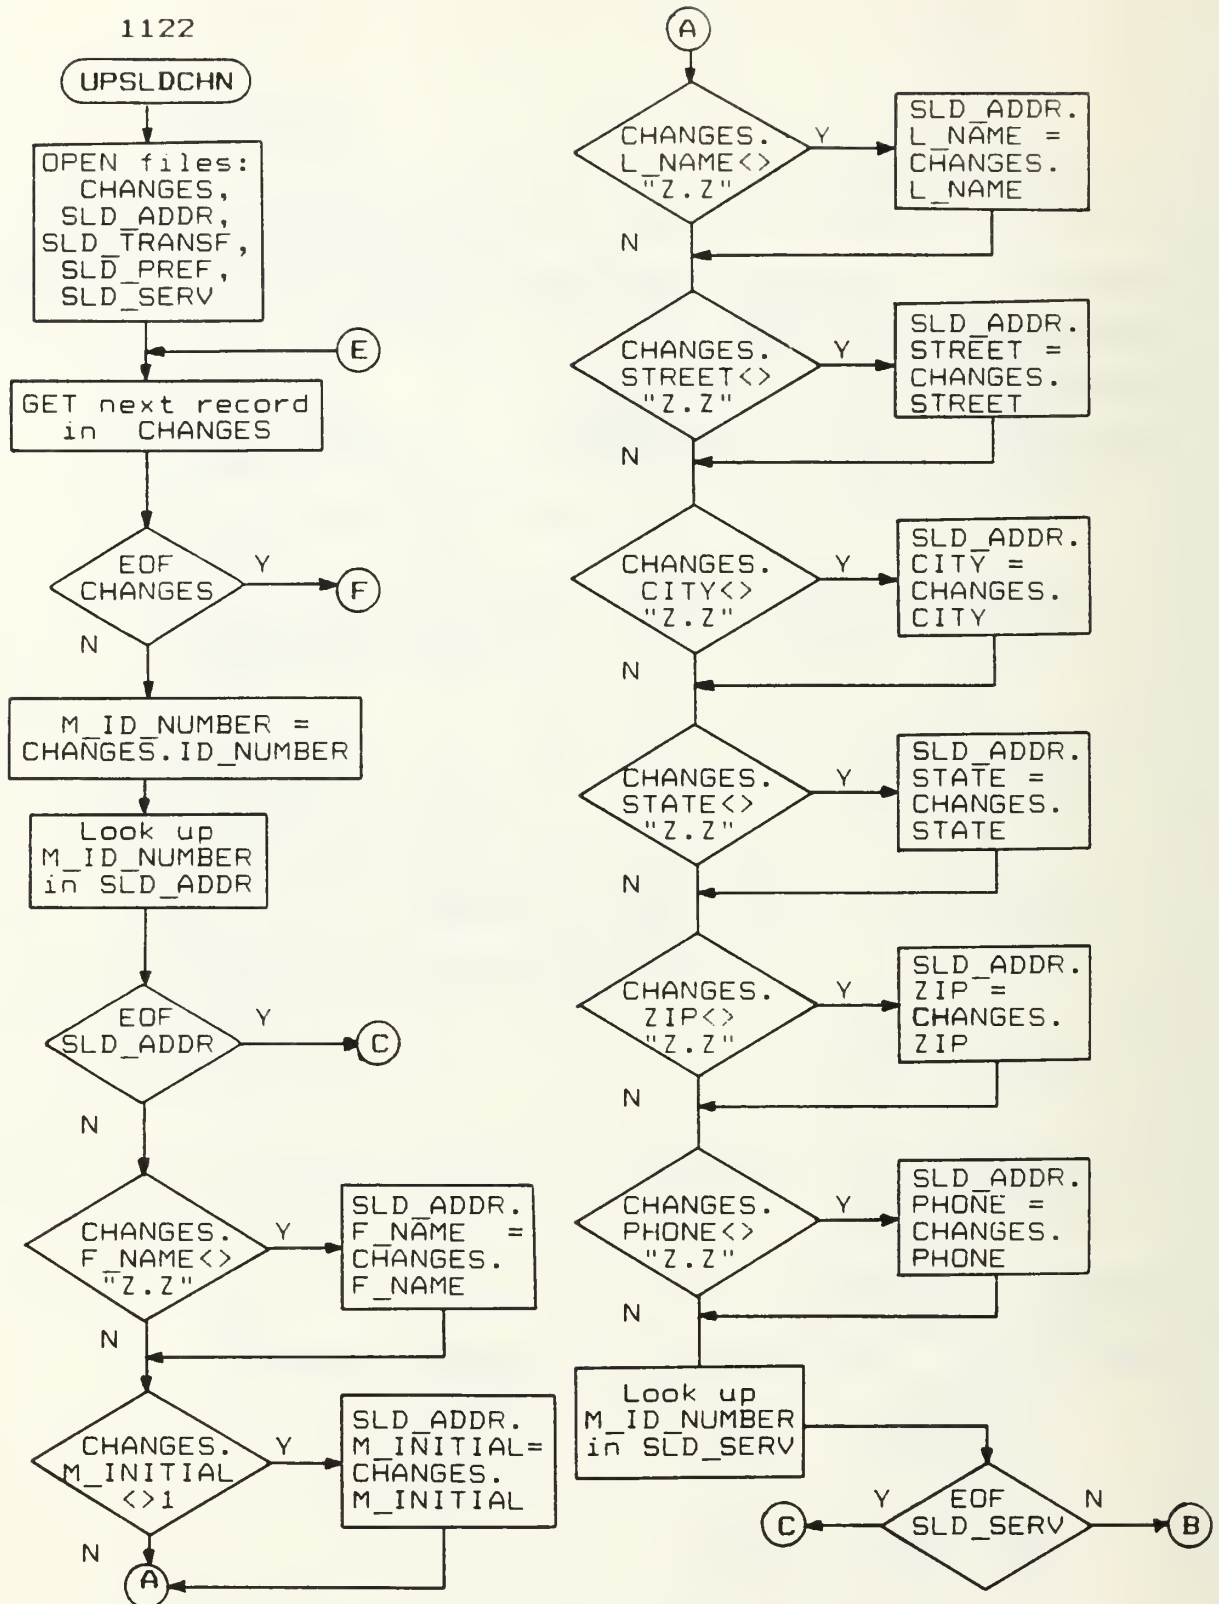 1122
UPSLDCHN
OPEN files:
CHANGES,
SLD_ADDR,
SLD_TRANSF,
SLD_PREF,
SLD_SERV
E
GET next record
in CHANGES
EOF
CHANGES
Y
F
N
M_ID_NUMBER =
CHANGES.ID_NUMBER
Look up
M_ID_NUMBER
in SLD_ADDR
EOF
SLD_ADDR
Y
C
N
CHANGES.
F_NAME<>
"Z.Z"
Y
SLD_ADDR.
F_NAME =
CHANGES.
F_NAME
N
CHANGES.
M_INITIAL
<>1
Y
SLD_ADDR.
M_INITIAL=
CHANGES.
M_INITIAL
N
A
A
CHANGES.
L_NAME<>
"Z.Z"
Y
SLD_ADDR.
L_NAME =
CHANGES.
L_NAME
N
CHANGES.
STREET<>
"Z.Z"
Y
SLD_ADDR.
STREET =
CHANGES.
STREET
N
CHANGES.
CITY<>
"Z.Z"
Y
SLD_ADDR.
CITY =
CHANGES.
CITY
N
CHANGES.
STATE<>
"Z.Z"
Y
SLD_ADDR.
STATE =
CHANGES.
STATE
N
CHANGES.
ZIP<>
"Z.Z"
Y
SLD_ADDR.
ZIP =
CHANGES.
ZIP
N
CHANGES.
PHONE<>
"Z.Z"
Y
SLD_ADDR.
PHONE =
CHANGES.
PHONE
N
Look up
M_ID_NUMBER
in SLD_SERV
EOF
SLD_SERV
Y
C
N
B